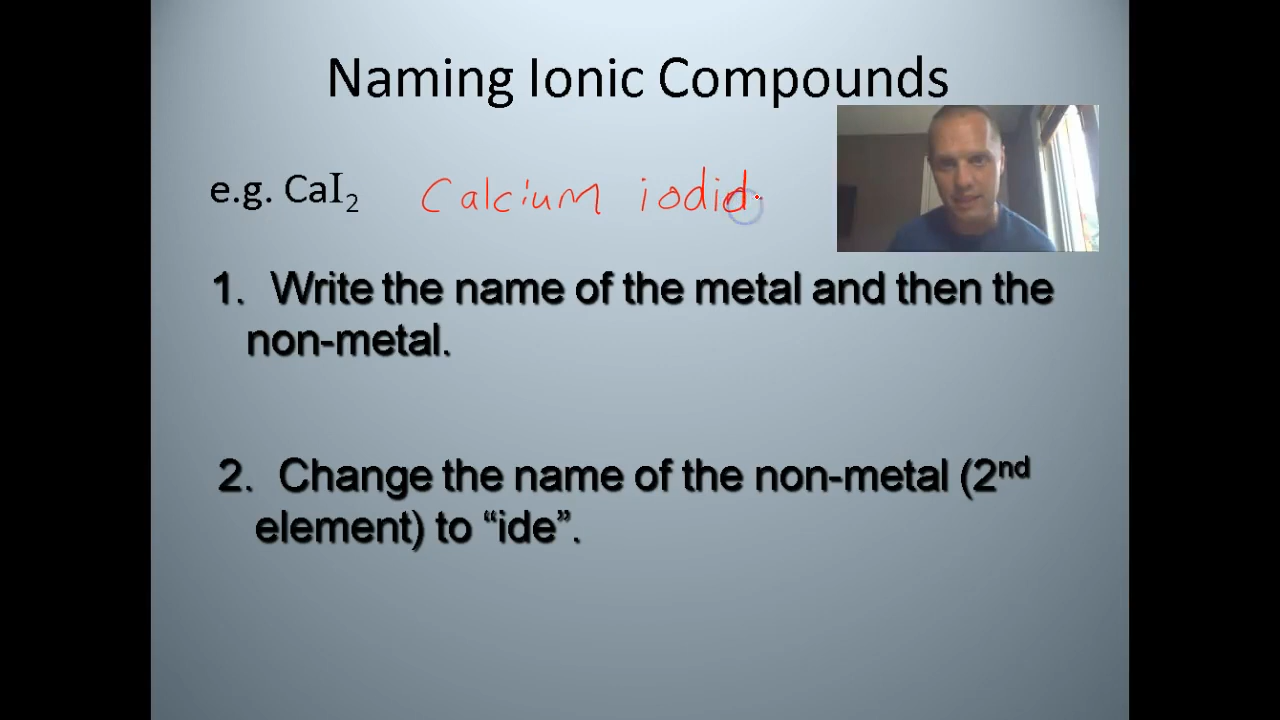 Naming Ionic Compounds
e.g. CaI₂ Calcium iodid
1. Write the name of the metal and then the
non-metal.
2. Change the name of the non-metal (2nd
element) to “ide”.